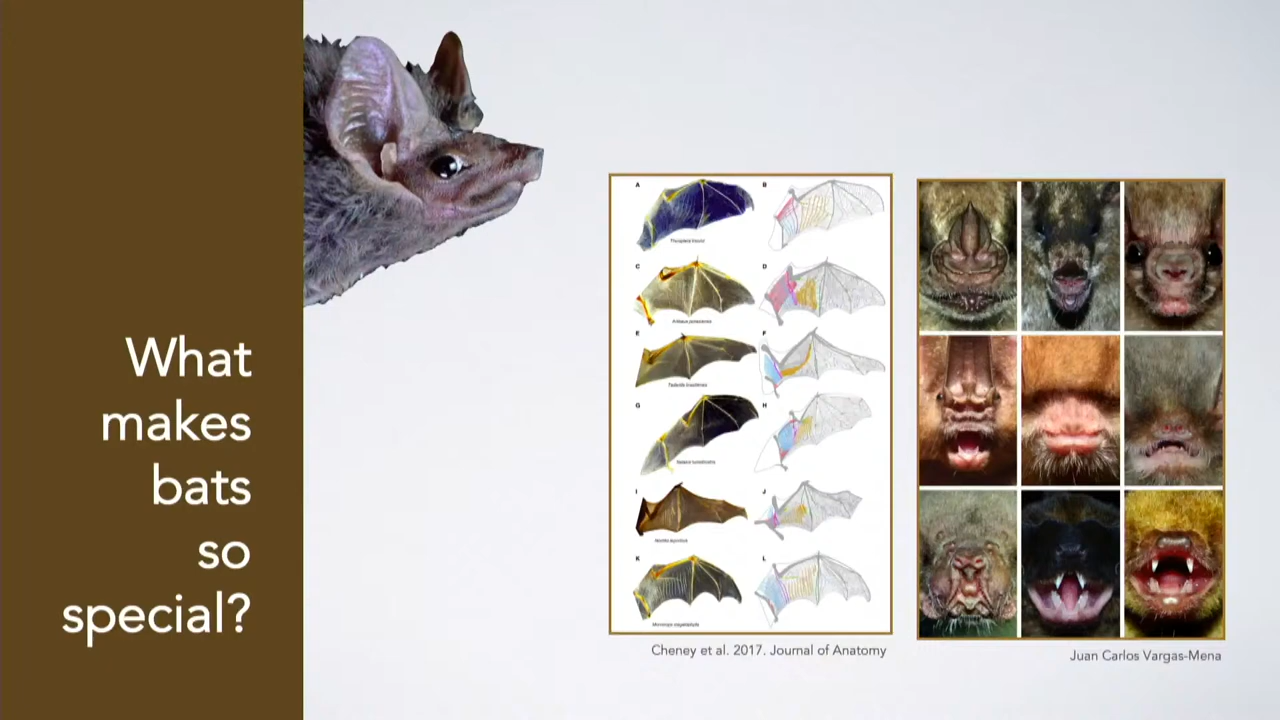 What
makes
bats
so
special?
A
B
C
D
E
F
G
H
I
J
K
L
Cheney et al. 2017. Journal of Anatomy
Juan Carlos Vargas-Mena